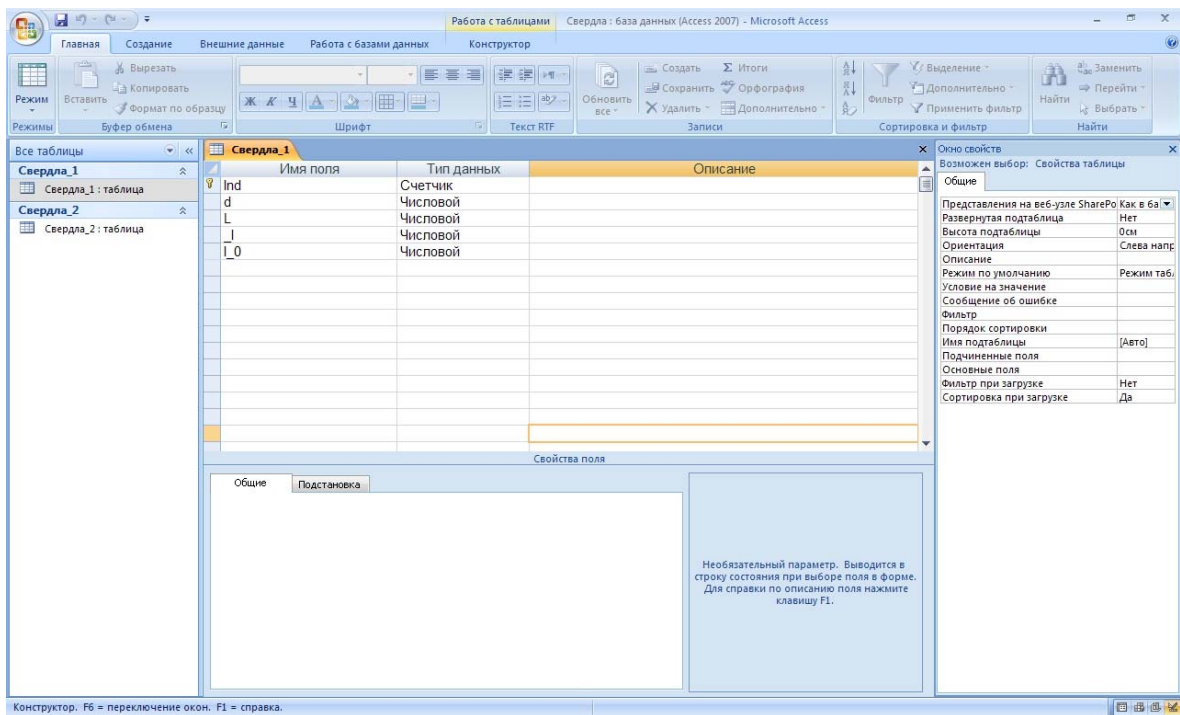 Работа с таблицами
Свердла : база данных (Access 2007) - Microsoft Access
Главная Создание Внешние данные Работа с базами данных Конструктор
Режим
Вставить
Вырезать
Копировать
Формат по образцу
Ж К Ч
Обновить все
Создать
Сохранить
Удалить
Σ Итоги
Орфография
Дополнительно
Фильтр
Выделение
Дополнительно
Применить фильтр
Найти
Заменить
Перейти
Выбрать
Режимы Буфер обмена Шрифт Текст RTF Записи Сортировка и фильтр Найти
Все таблицы
Свердла_1
Свердла_1 : таблица
Свердла_2
Свердла_2 : таблица
Свердла_1
Имя поля Тип данных Описание
Ind Счетчик
d Числовой
L Числовой
_l Числовой
l_0 Числовой
Свойства поля
Общие Подстановка
Необязательный параметр. Выводится в
строку состояния при выборе поля в форме.
Для справки по описанию поля нажмите
клавишу F1.
Окно свойств
Возможен выбор: Свойства таблицы
Общие
Представления на веб-узле SharePo Как в ба
Развернутая подтаблица Нет
Высота подтаблицы 0см
Ориентация Слева напр
Описание
Режим по умолчанию Режим таб
Условие на значение
Сообщение об ошибке
Фильтр
Порядок сортировки
Имя подтаблицы [Авто]
Подчиненные поля
Основные поля
Фильтр при загрузке Нет
Сортировка при загрузке Да
Конструктор. F6 = переключение окон. F1 = справка.